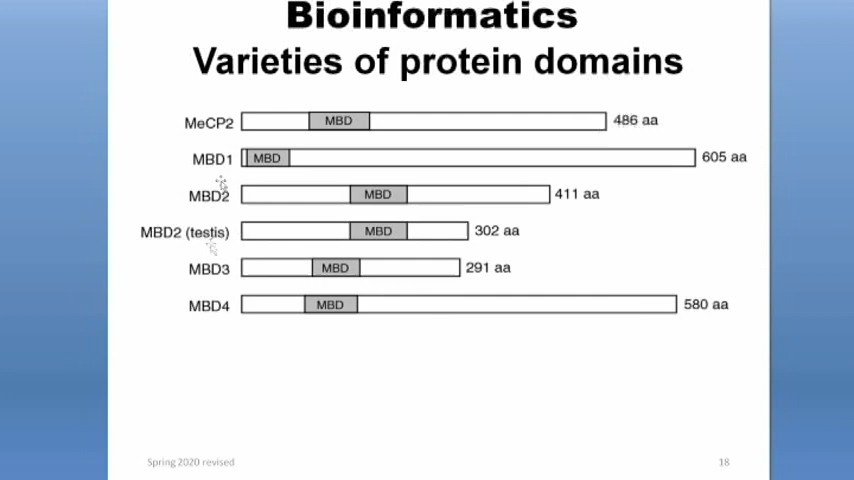 Bioinformatics
Varieties of protein domains
MeCP2 MBD 486 aa
MBD1 MBD 605 aa
MBD2 MBD 411 aa
MBD2 (testis) MBD 302 aa
MBD3 MBD 291 aa
MBD4 MBD 580 aa
Spring 2020 revised 18